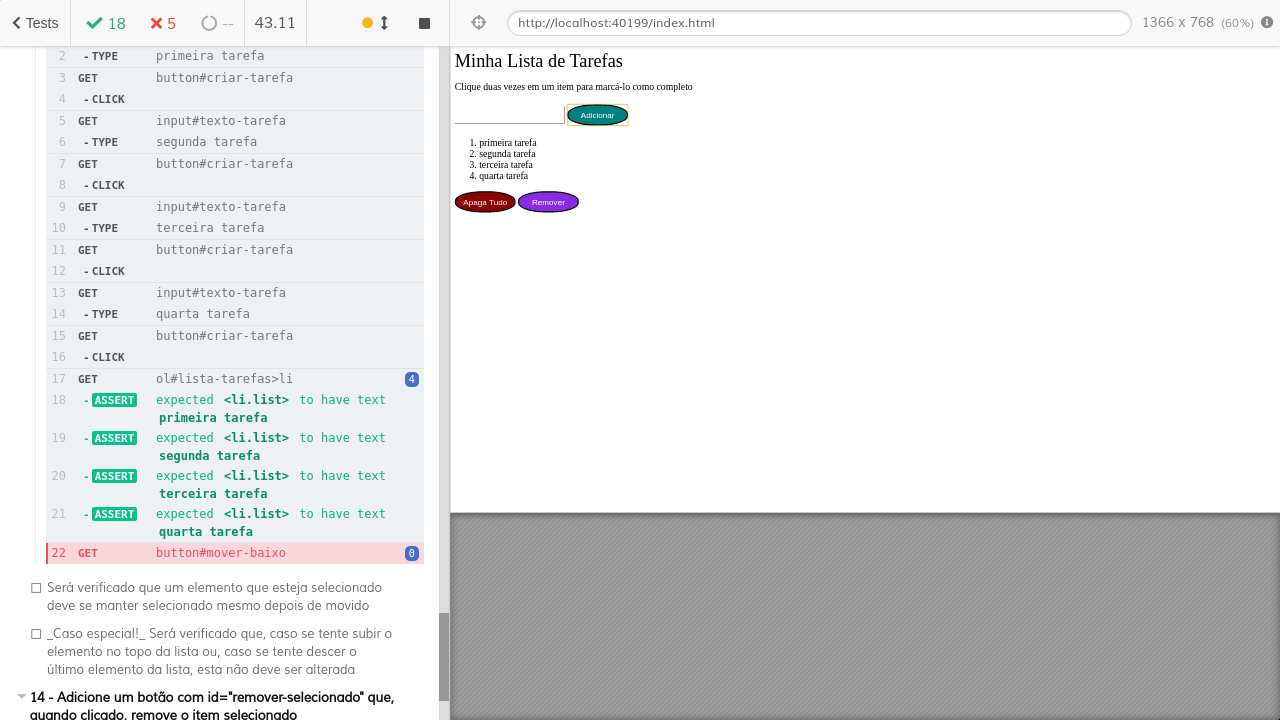 Tests 18 5 -- 43.11 http://localhost:40199/index.html 1366 x 768 (60%)
2 - TYPE primeira tarefa
3 GET button#criar-tarefa
4 - CLICK
5 GET input#texto-tarefa
6 - TYPE segunda tarefa
7 GET button#criar-tarefa
8 - CLICK
9 GET input#texto-tarefa
10 - TYPE terceira tarefa
11 GET button#criar-tarefa
12 - CLICK
13 GET input#texto-tarefa
14 - TYPE quarta tarefa
15 GET button#criar-tarefa
16 - CLICK
17 GET ol#lista-tarefas>li 4
18 - ASSERT expected <li.list> to have text
primeira tarefa
19 - ASSERT expected <li.list> to have text
segunda tarefa
20 - ASSERT expected <li.list> to have text
terceira tarefa
21 - ASSERT expected <li.list> to have text
quarta tarefa
22 GET button#mover-baixo 0
Será verificado que um elemento que esteja selecionado
deve se manter selecionado mesmo depois de movido
_Caso especial!_ Será verificado que, caso se tente subir o
elemento no topo da lista ou, caso se tente descer o
último elemento da lista, esta não deve ser alterada
14 - Adicione um botão com id="remover-selecionado" que,
quando clicado, remove o item selecionado
Minha Lista de Tarefas
Clique duas vezes em um item para marcá-lo como completo
Adicionar
1. primeira tarefa
2. segunda tarefa
3. terceira tarefa
4. quarta tarefa
Apaga Tudo Remover